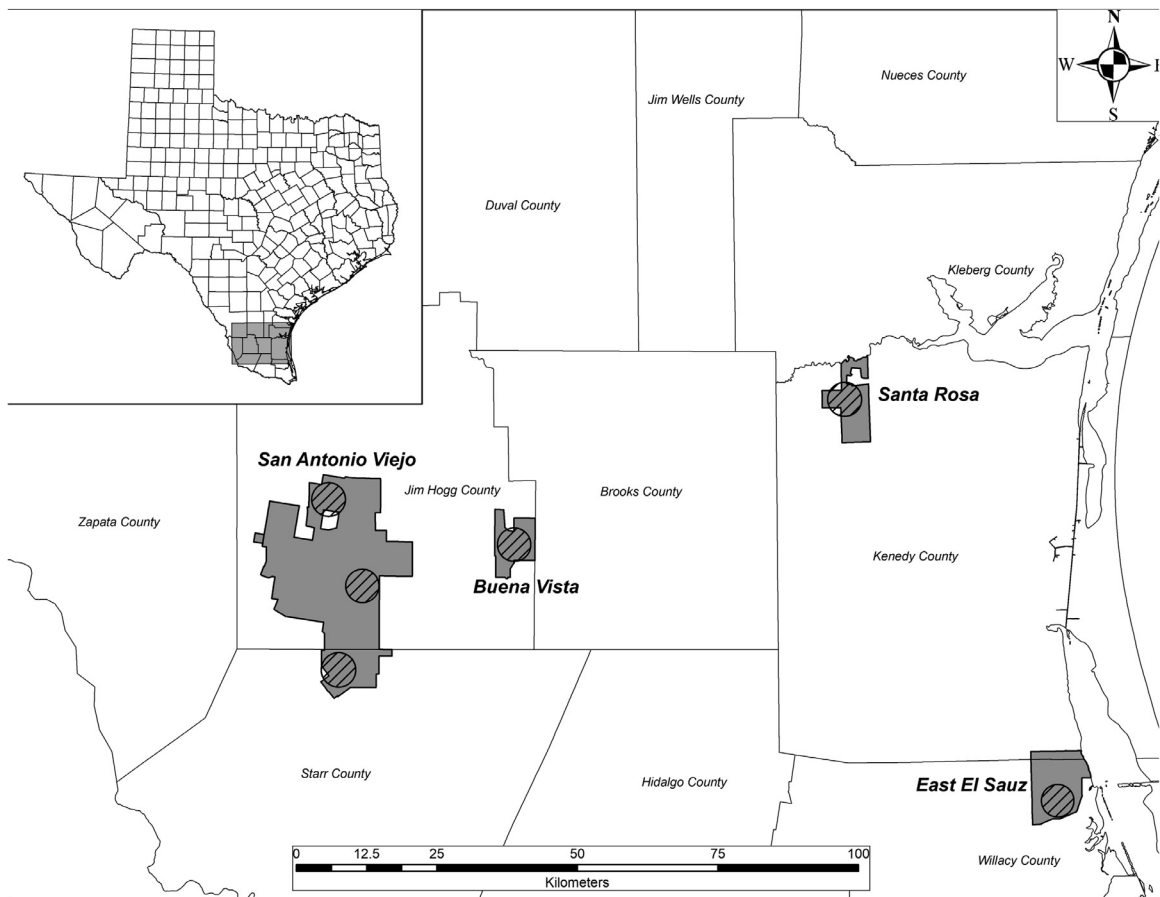 N
W E
S
Nueces County
Jim Wells County
Duval County
Kleberg County
Santa Rosa
San Antonio Viejo
Jim Hogg County
Brooks County
Zapata County
Kenedy County
Buena Vista
Starr County
Hidalgo County
East El Sauz
Willacy County
0 12.5 25 50 75 100
Kilometers